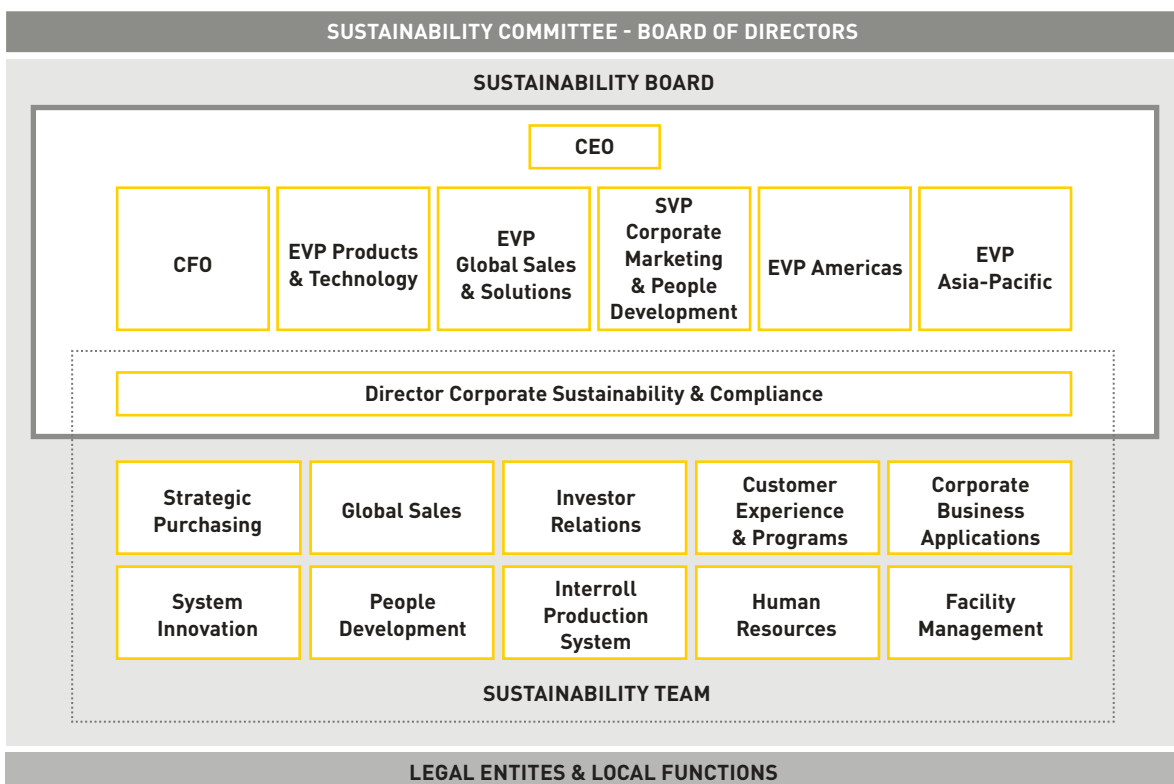 SUSTAINABILITY COMMITTEE - BOARD OF DIRECTORS
SUSTAINABILITY BOARD
CEO
CFO
EVP Products
& Technology
EVP
Global Sales
& Solutions
SVP
Corporate
Marketing
& People
Development
EVP Americas
EVP
Asia-Pacific
Director Corporate Sustainability & Compliance
Strategic
Purchasing
Global Sales
Investor
Relations
Customer
Experience
& Programs
Corporate
Business
Applications
System
Innovation
People
Development
Interroll
Production
System
Human
Resources
Facility
Management
SUSTAINABILITY TEAM
LEGAL ENTITES & LOCAL FUNCTIONS